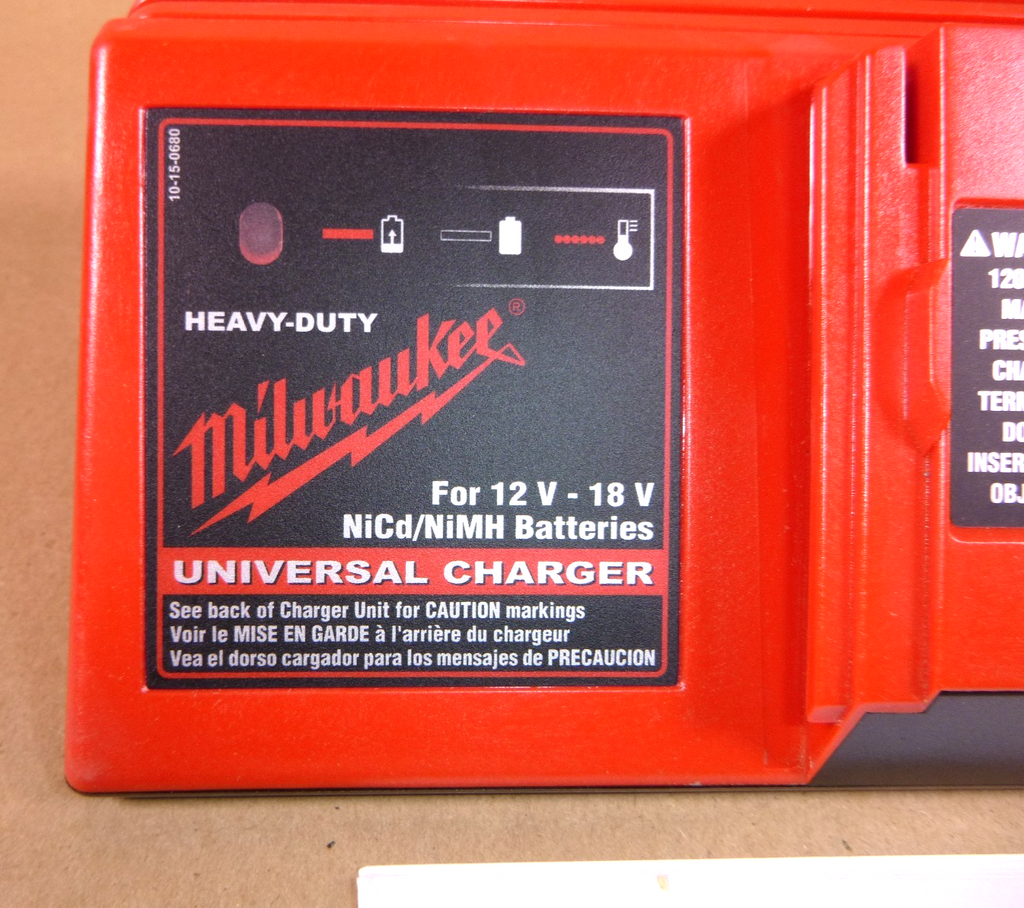 10-15-0680
HEAVY-DUTY
Milwaukee®
For 12 V - 18 V
NiCd/NiMH Batteries
UNIVERSAL CHARGER
See back of Charger Unit for CAUTION markings
Voir le MISE EN GARDE à l'arrière du chargeur
Vea el dorso cargador para los mensajes de PRECAUCION